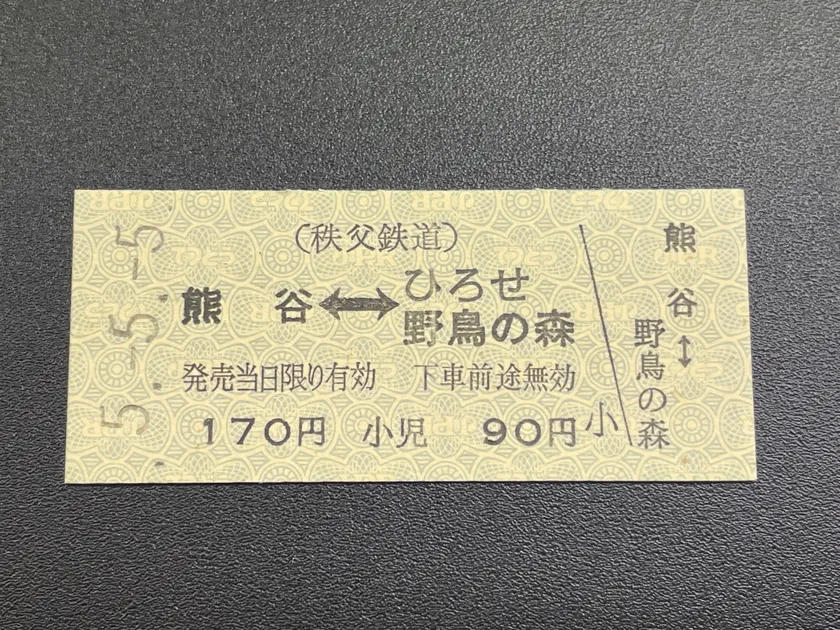 5.-5.-5
(秩父鉄道)
熊 谷⟷ひろせ
野鳥の森
発売当日限り有効 下車前途無効
170円 小児 90円
小
熊谷↕野鳥の森